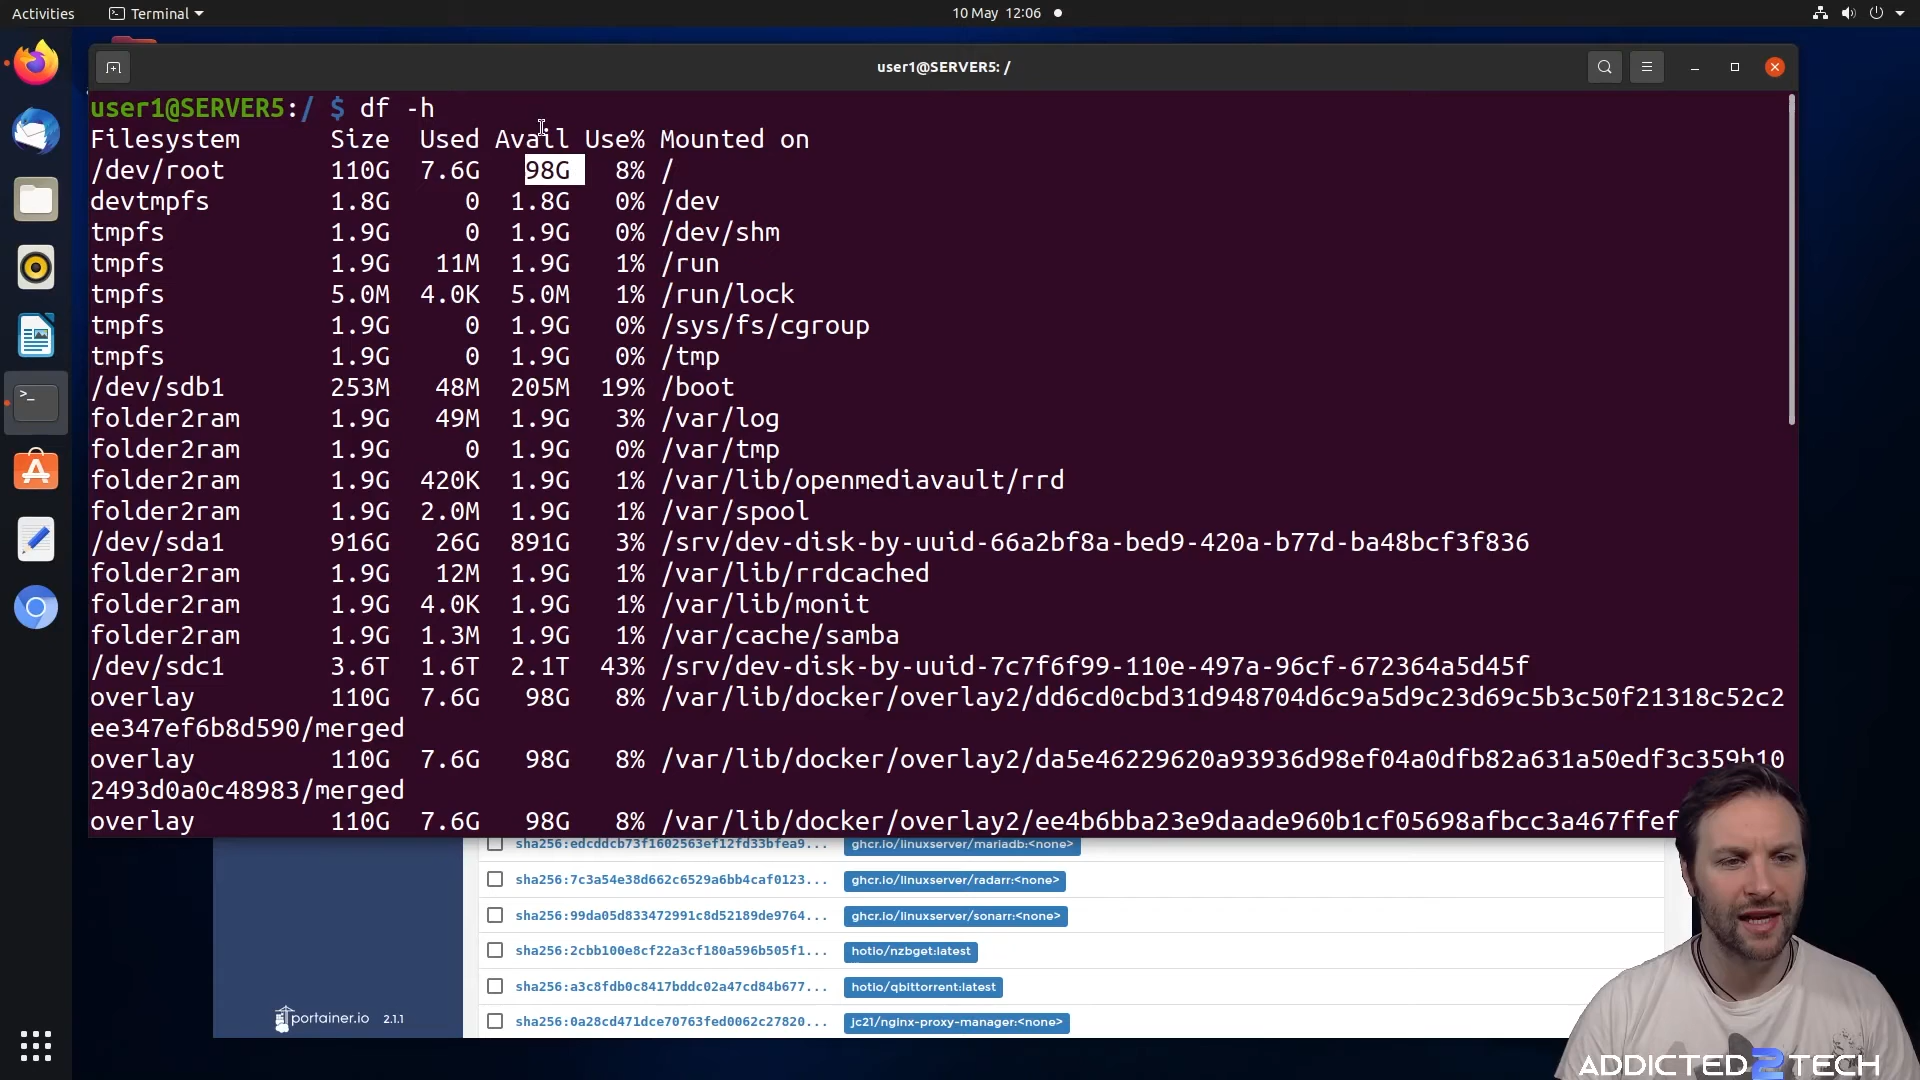 Activities Terminal 10 May 12:06
user1@SERVER5: /
user1@SERVER5:/ $ df -h
Filesystem Size Used Avail Use% Mounted on
/dev/root 110G 7.6G 98G 8% /
devtmpfs 1.8G 0 1.8G 0% /dev
tmpfs 1.9G 0 1.9G 0% /dev/shm
tmpfs 1.9G 11M 1.9G 1% /run
tmpfs 5.0M 4.0K 5.0M 1% /run/lock
tmpfs 1.9G 0 1.9G 0% /sys/fs/cgroup
tmpfs 1.9G 0 1.9G 0% /tmp
/dev/sdb1 253M 48M 205M 19% /boot
folder2ram 1.9G 49M 1.9G 3% /var/log
folder2ram 1.9G 0 1.9G 0% /var/tmp
folder2ram 1.9G 420K 1.9G 1% /var/lib/openmediavault/rrd
folder2ram 1.9G 2.0M 1.9G 1% /var/spool
/dev/sda1 916G 26G 891G 3% /srv/dev-disk-by-uuid-66a2bf8a-bed9-420a-b77d-ba48bcf3f836
folder2ram 1.9G 12M 1.9G 1% /var/lib/rrdcached
folder2ram 1.9G 4.0K 1.9G 1% /var/lib/monit
folder2ram 1.9G 1.3M 1.9G 1% /var/cache/samba
/dev/sdc1 3.6T 1.6T 2.1T 43% /srv/dev-disk-by-uuid-7c7f6f99-110e-497a-96cf-672364a5d45f
overlay 110G 7.6G 98G 8% /var/lib/docker/overlay2/dd6cd0cbd31d948704d6c9a5d9c23d69c5b3c50f21318c52c2
ee347ef6b8d590/merged
overlay 110G 7.6G 98G 8% /var/lib/docker/overlay2/da5e46229620a93936d98ef04a0dfb82a631a50edf3c359b10
2493d0a0c48983/merged
overlay 110G 7.6G 98G 8% /var/lib/docker/overlay2/ee4b6bba23e9daade960b1cf05698afbcc3a467ffef
sha256:edcddcb73f1602563ef12fd33bfea9... ghcr.io/linuxserver/mariadb:<none>
sha256:7c3a54e38d662c6529a6bb4caf0123... ghcr.io/linuxserver/radarr:<none>
sha256:99da05d833472991c8d52189de9764... ghcr.io/linuxserver/sonarr:<none>
sha256:2cbb100e8cf22a3cf180a596b505f1... hotio/nzbget:latest
sha256:a3c8fdb0c8417bddc02a47cd84b677... hotio/qbittorrent:latest
sha256:0a28cd471dce70763fed0062c27820... jc21/nginx-proxy-manager:<none>
portainer.io 2.1.1
ADDICTED2TECH